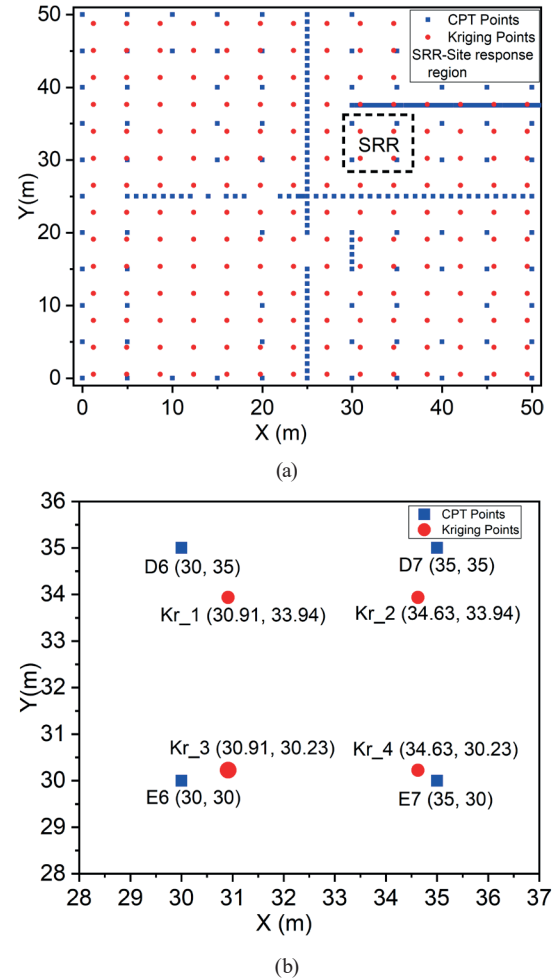 50
40
30
20
10
0
Y(m)
CPT Points
Kriging Points
SRR-Site response
region
SRR
0 10 20 30 40 50
X (m)
(a)
36
35
34
33
32
31
30
29
28
Y(m)
CPT Points
Kriging Points
D6 (30, 35)
D7 (35, 35)
Kr_1 (30.91, 33.94)
Kr_2 (34.63, 33.94)
Kr_3 (30.91, 30.23)
Kr_4 (34.63, 30.23)
E6 (30, 30)
E7 (35, 30)
28 29 30 31 32 33 34 35 36 37
X (m)
(b)